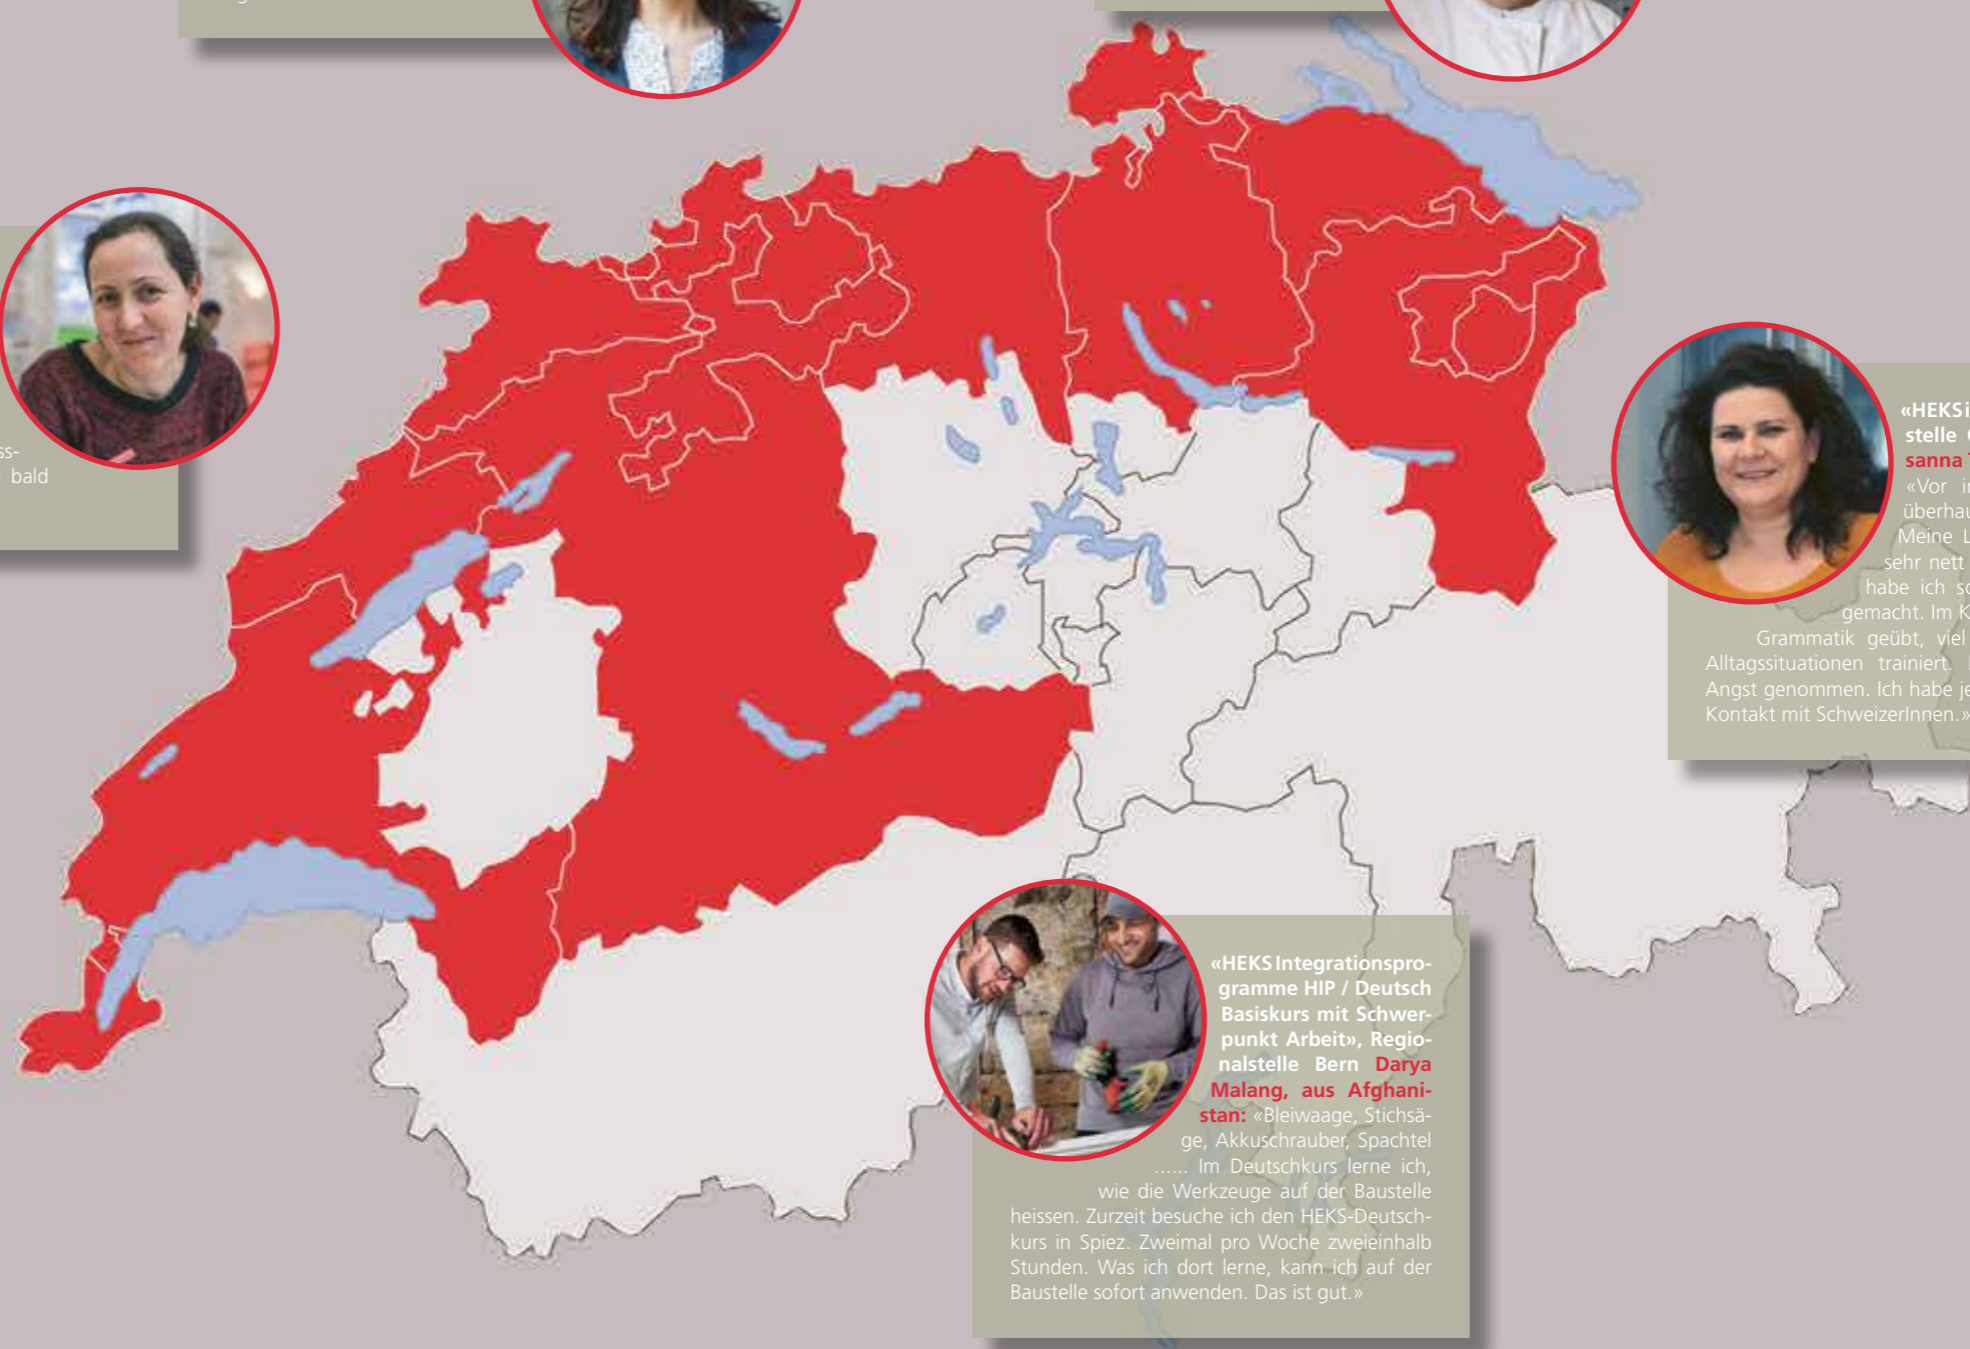 ss-
bald
«HEKS
stelle
sanna
«Vor
Meine
sehr nett
habe ich
gemacht. Im
Grammatik geübt, viel
Alltagssituationen trainiert.
Angst genommen. Ich habe
Kontakt mit SchweizerInnen.»
«HEKS Integrationspro-
gramme HIP / Deutsch
Basiskurs mit Schwer-
punkt Arbeit», Regio-
nalstelle Bern Darya
Malang, aus Afghani-
stan: «Bleiwaage, Stichsä-
ge, Akkuschrauber, Spachtel
...... Im Deutschkurs lerne ich,
wie die Werkzeuge auf der Baustelle
heissen. Zurzeit besuche ich den HEKS-Deutsch-
kurs in Spiez. Zweimal pro Woche zweieinhalb
Stunden. Was ich dort lerne, kann ich auf der
Baustelle sofort anwenden. Das ist gut.»